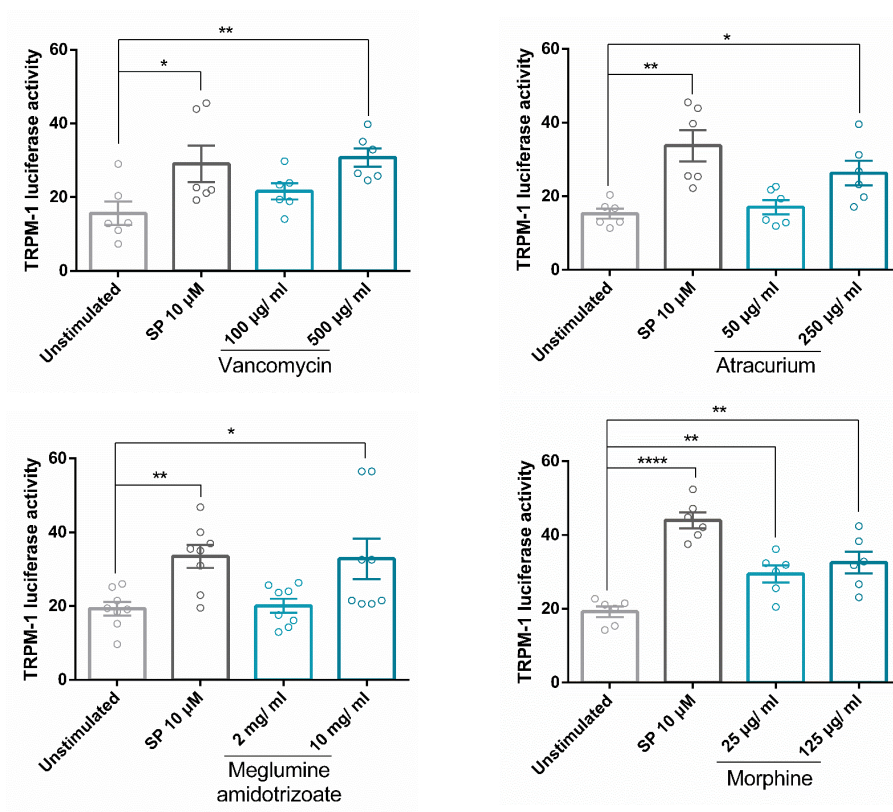 **
*
60
40
20
0
TRPM-1 luciferase activity
Unstimulated
SP 10 µM
100 µg/ ml
500 µg/ ml
Vancomycin
*
**
60
40
20
0
TRPM-1 luciferase activity
Unstimulated
SP 10 µM
50 µg/ ml
250 µg/ ml
Atracurium
*
**
60
40
20
0
TRPM-1 luciferase activity
Unstimulated
SP 10 µM
2 mg/ ml
10 mg/ ml
Meglumine
amidotrizoate
**
**
****
60
40
20
0
TRPM-1 luciferase activity
Unstimulated
SP 10 µM
25 µg/ ml
125 µg/ ml
Morphine